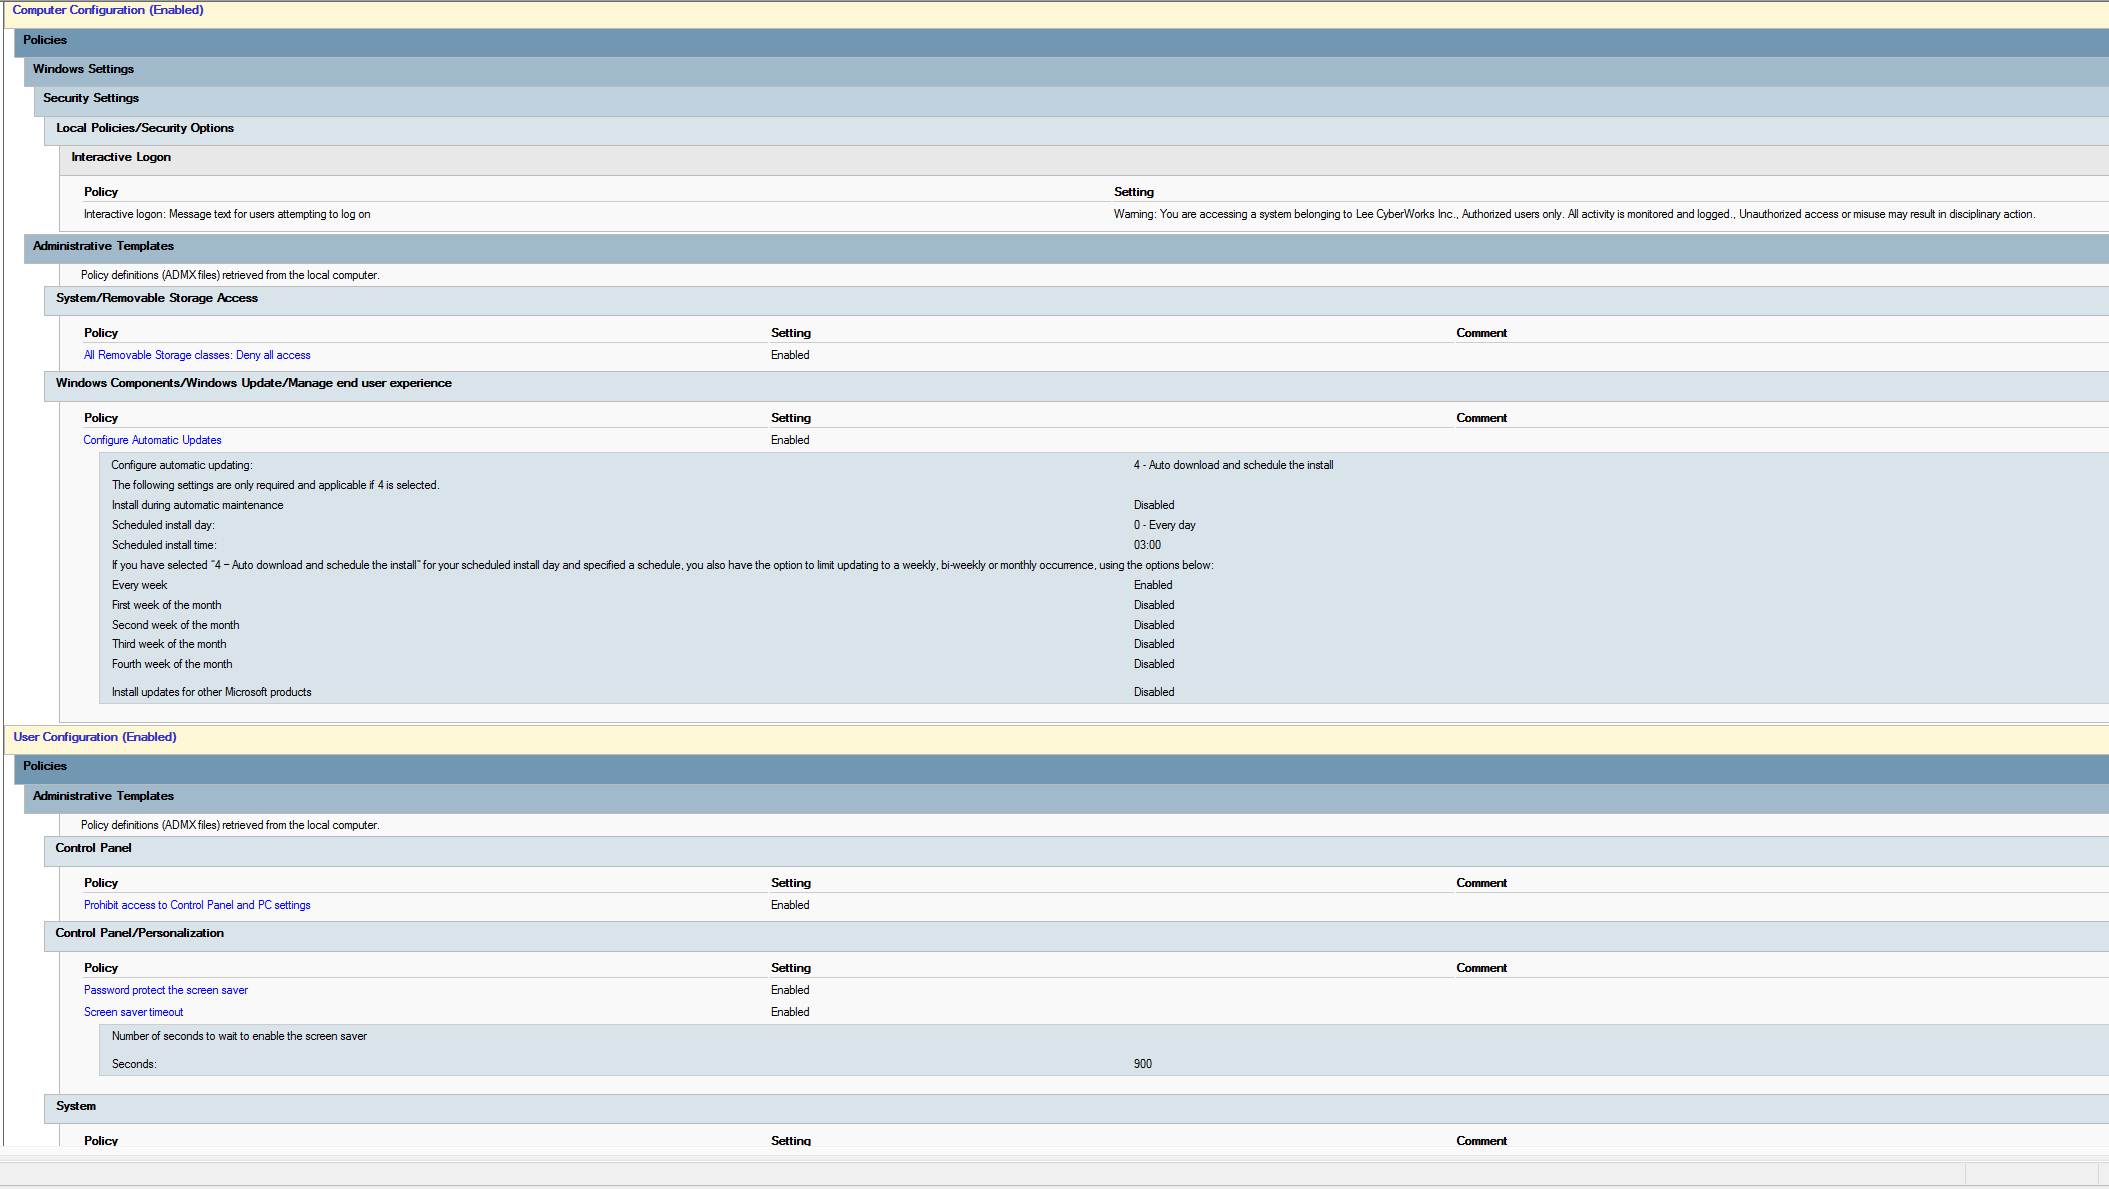 Computer Configuration (Enabled)
Policies
Windows Settings
Security Settings
Local Policies/Security Options
Interactive Logon
Policy Setting
Interactive logon: Message text for users attempting to log on Warning: You are accessing a system belonging to Lee CyberWorks Inc., Authorized users only. All activity is monitored and logged., Unauthorized access or misuse may result in disciplinary action.
Administrative Templates
Policy definitions (ADMX files) retrieved from the local computer.
System/Removable Storage Access
Policy Setting Comment
All Removable Storage classes: Deny all access Enabled
Windows Components/Windows Update/Manage end user experience
Policy Setting Comment
Configure Automatic Updates Enabled
Configure automatic updating: 4 - Auto download and schedule the install
The following settings are only required and applicable if 4 is selected.
Install during automatic maintenance Disabled
Scheduled install day: 0 - Every day
Scheduled install time: 03:00
If you have selected "4 – Auto download and schedule the install" for your scheduled install day and specified a schedule, you also have the option to limit updating to a weekly, bi-weekly or monthly occurrence, using the options below:
Every week Enabled
First week of the month Disabled
Second week of the month Disabled
Third week of the month Disabled
Fourth week of the month Disabled
Install updates for other Microsoft products Disabled
User Configuration (Enabled)
Policies
Administrative Templates
Policy definitions (ADMX files) retrieved from the local computer.
Control Panel
Policy Setting Comment
Prohibit access to Control Panel and PC settings Enabled
Control Panel/Personalization
Policy Setting Comment
Password protect the screen saver Enabled
Screen saver timeout Enabled
Number of seconds to wait to enable the screen saver
Seconds: 900
System
Policy Setting Comment